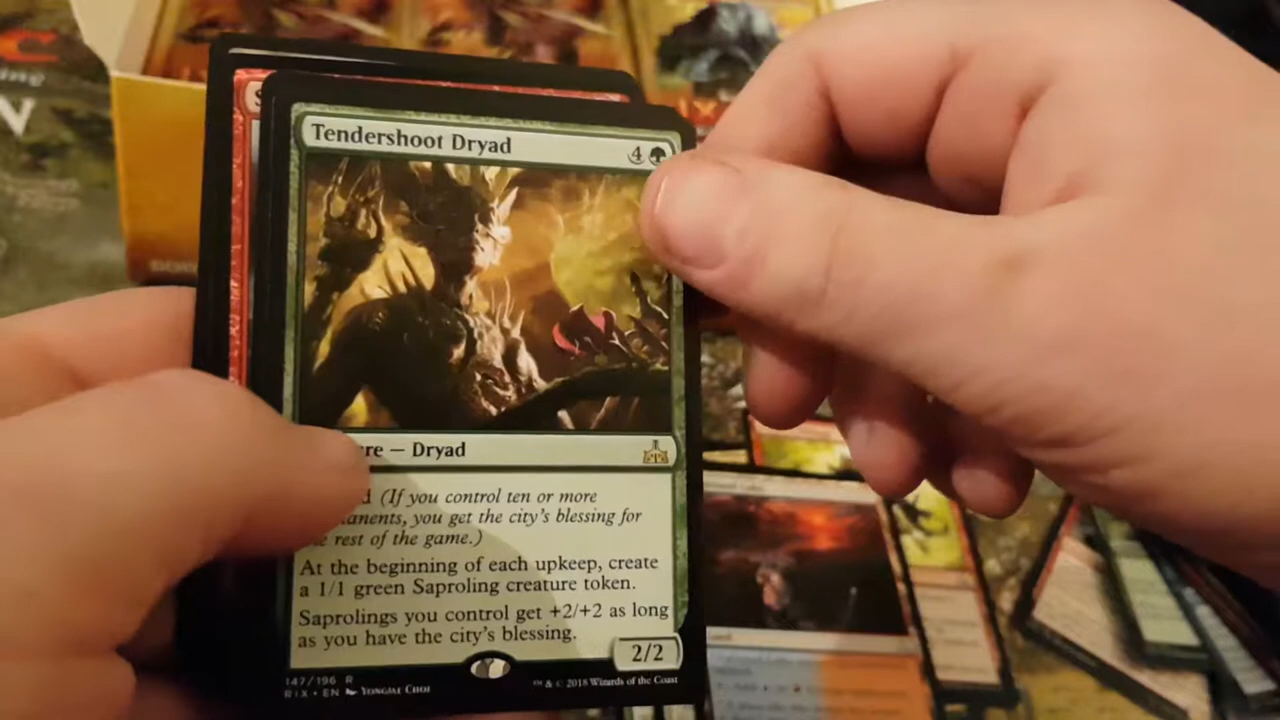 Tendershoot Dryad 4
re — Dryad
d (If you control ten or more
anents, you get the city's blessing for
e rest of the game.)
At the beginning of each upkeep, create
a 1/1 green Saproling creature token.
Saprolings you control get +2/+2 as long
as you have the city's blessing.
2/2
147/196 R
RIX • EN YONGJAE CHOI
™ & © 2018 Wizards of the Coast